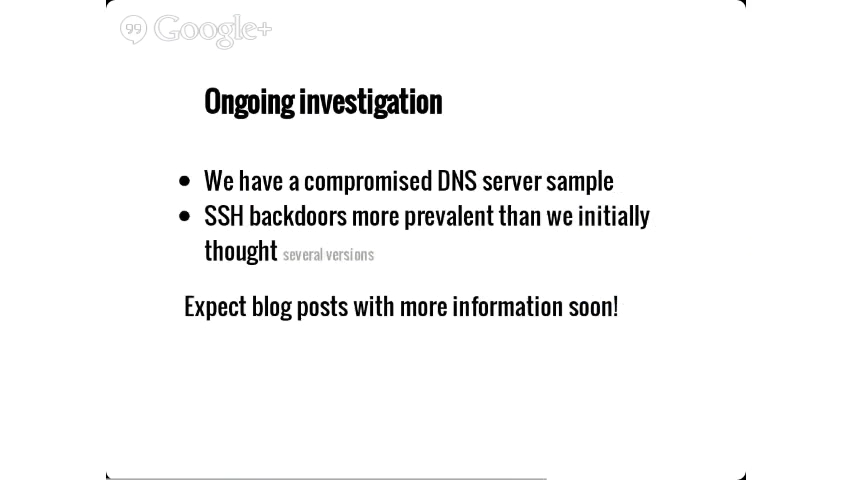 Google+
Ongoing investigation
We have a compromised DNS server sample
SSH backdoors more prevalent than we initially
thought several versions
Expect blog posts with more information soon!